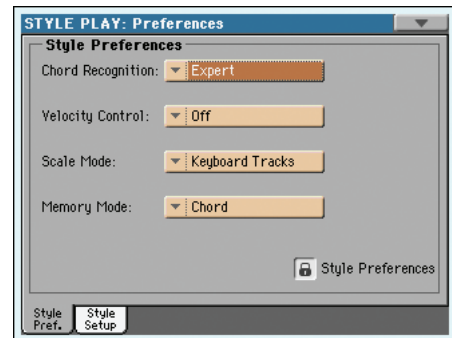 STYLE PLAY: Preferences
Style Preferences
Chord Recognition: Expert
Velocity Control: Off
Scale Mode: Keyboard Tracks
Memory Mode: Chord
Style Preferences
Style Pref.
Style Setup